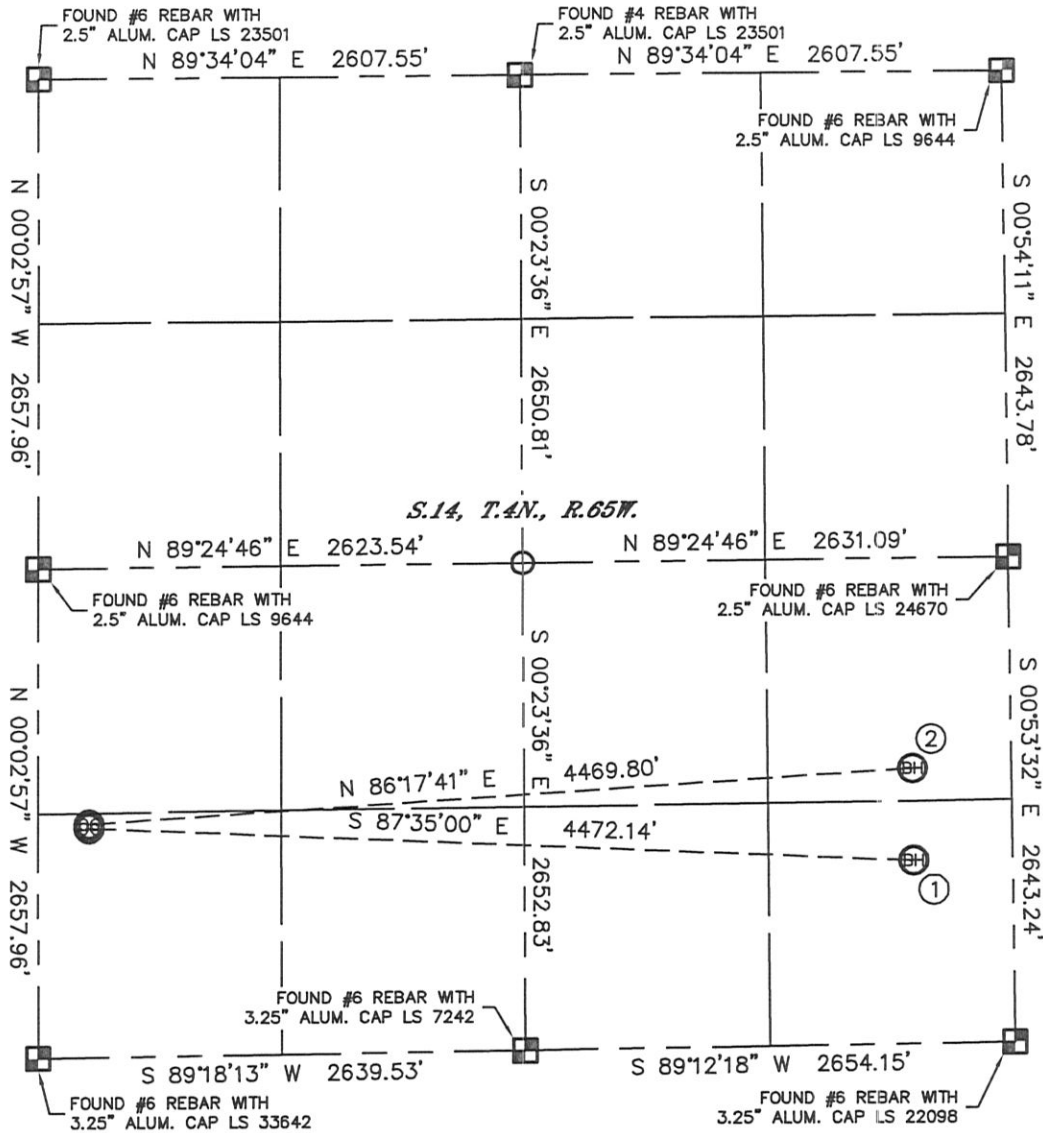 FOUND #6 REBAR WITH
2.5" ALUM. CAP LS 23501
FOUND #4 REBAR WITH
2.5" ALUM. CAP LS 23501
N 89°34'04" E 2607.55'
N 89°34'04" E 2607.55'
FOUND #6 REBAR WITH
2.5" ALUM. CAP LS 9644
N 00°02'57" W 2657.96'
S 00°23'36" E 2650.81'
S 00°54'11" E 2643.78'
S.14, T.4N., R.65W.
N 89°24'46" E 2623.54'
N 89°24'46" E 2631.09'
FOUND #6 REBAR WITH
2.5" ALUM. CAP LS 9644
FOUND #6 REBAR WITH
2.5" ALUM. CAP LS 24670
N 00°02'57" W 2657.96'
S 00°23'36" E 2652.83'
S 00°53'32" E 2643.24'
2
BH
N 86°17'41" E 4469.80'
S 87°35'00" E 4472.14'
BH
1
FOUND #6 REBAR WITH
3.25" ALUM. CAP LS 7242
S 89°18'13" W 2639.53'
S 89°12'18" W 2654.15'
FOUND #6 REBAR WITH
3.25" ALUM. CAP LS 33642
FOUND #6 REBAR WITH
3.25" ALUM. CAP LS 22098